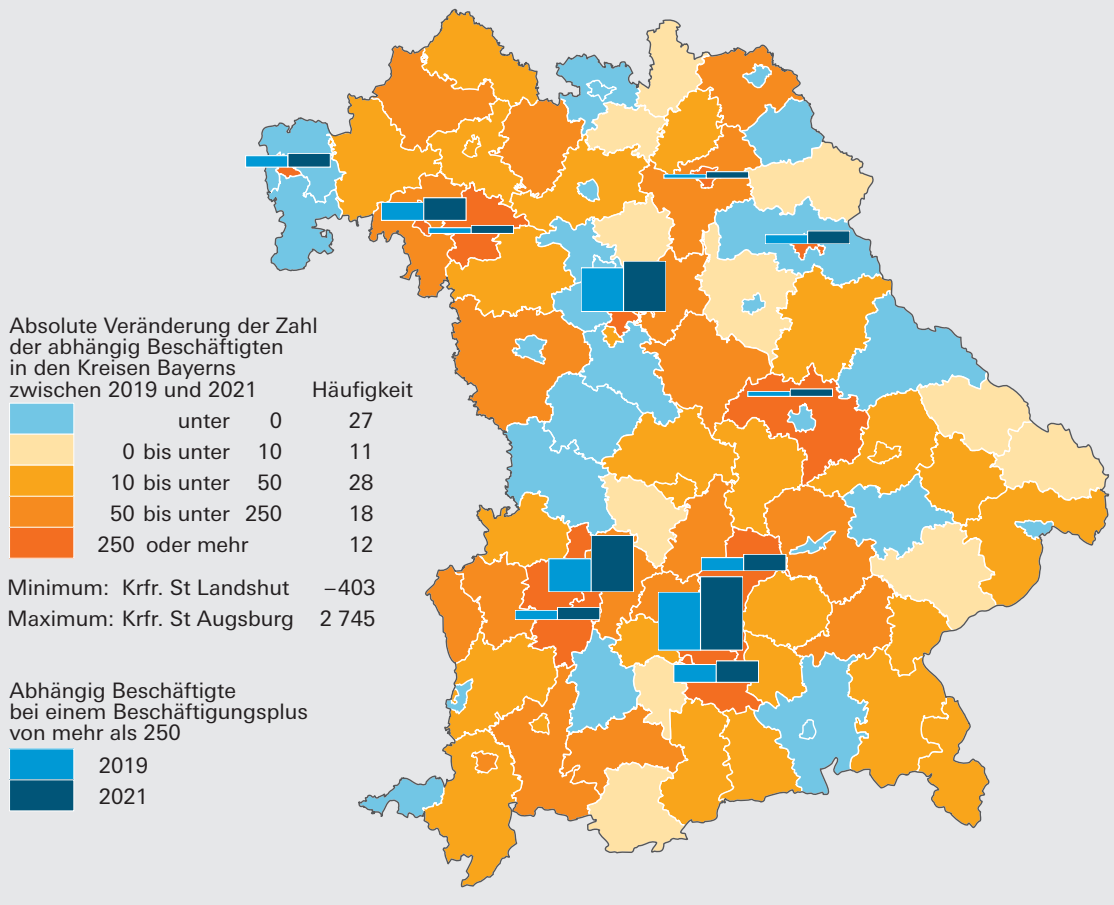 Absolute Veränderung der Zahl
der abhängig Beschäftigten
in den Kreisen Bayerns
zwischen 2019 und 2021 Häufigkeit
unter 0 27
0 bis unter 10 11
10 bis unter 50 28
50 bis unter 250 18
250 oder mehr 12
Minimum: Krfr. St Landshut –403
Maximum: Krfr. St Augsburg 2 745
Abhängig Beschäftigte
bei einem Beschäftigungsplus
von mehr als 250
2019
2021